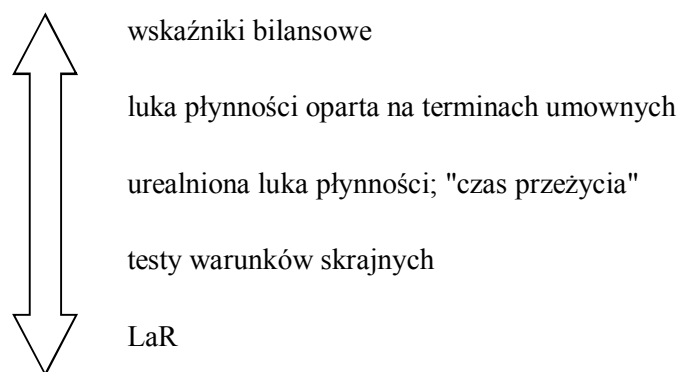 wskaźniki bilansowe
luka płynności oparta na terminach umownych
urealniona luka płynności; "czas przeżycia"
testy warunków skrajnych
LaR